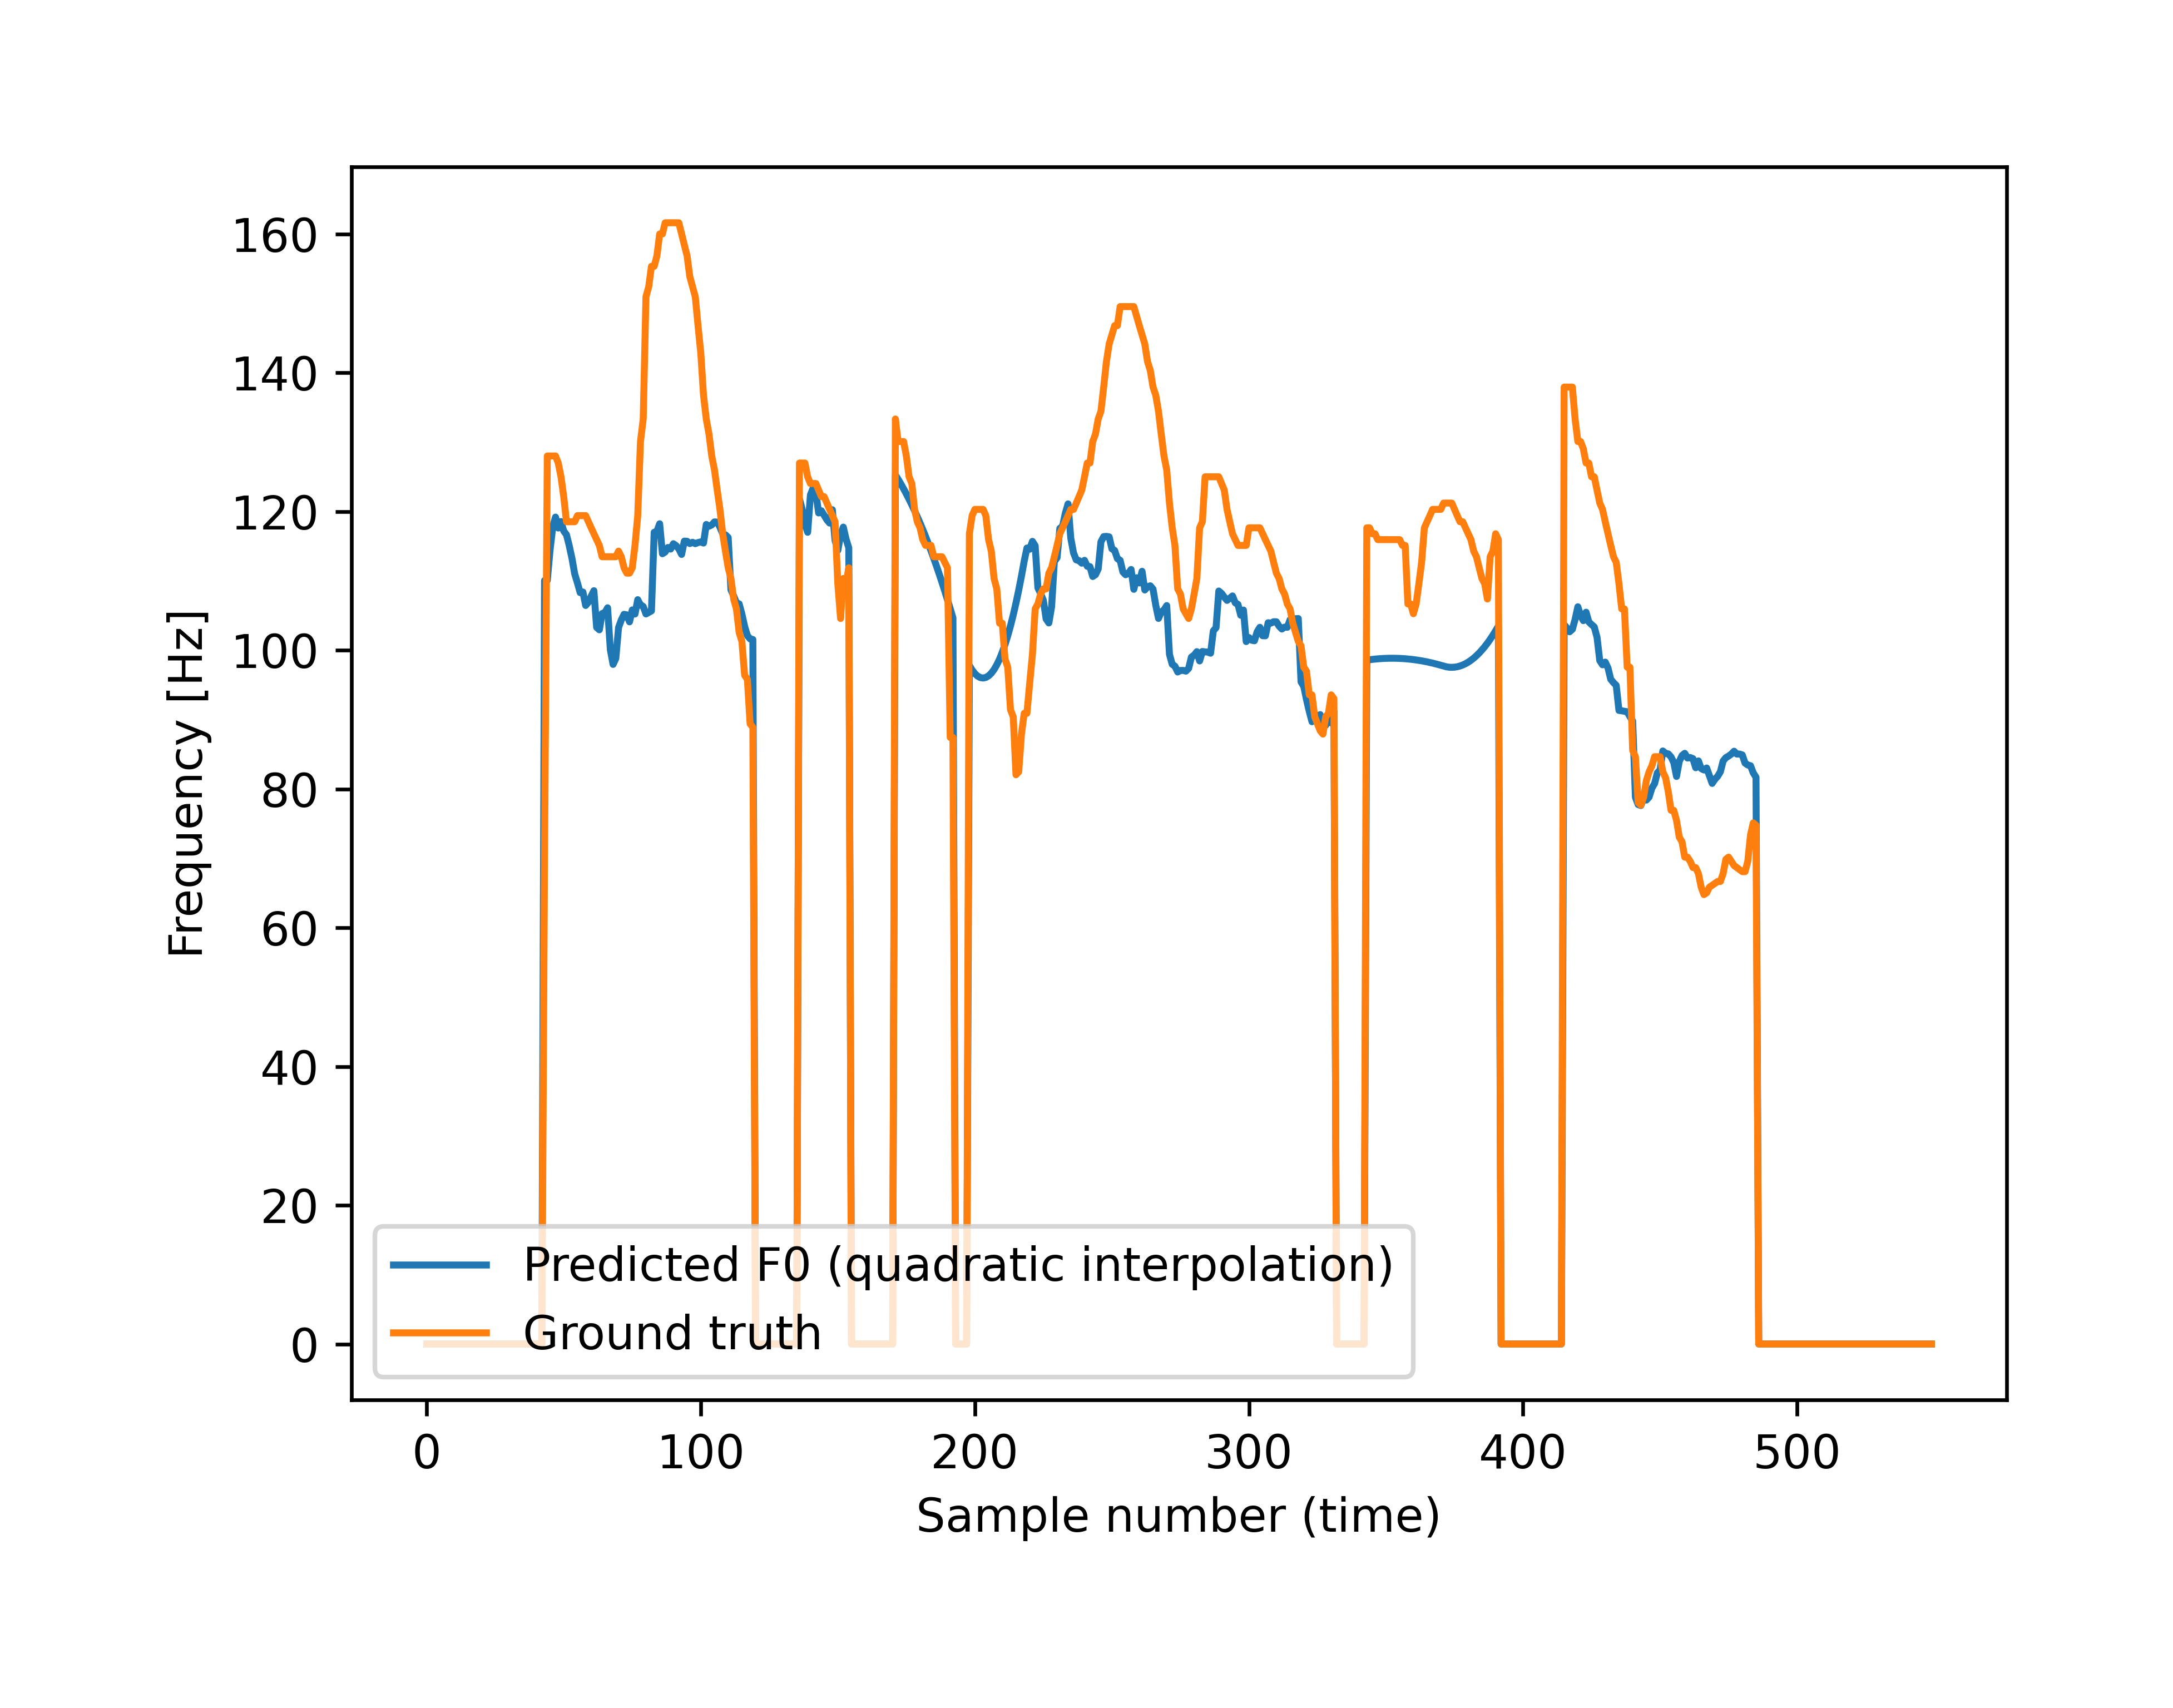 160
140
120
100
80
60
40
20
0
Frequency [Hz]
Predicted F0 (quadratic interpolation)
Ground truth
0 100 200 300 400 500
Sample number (time)